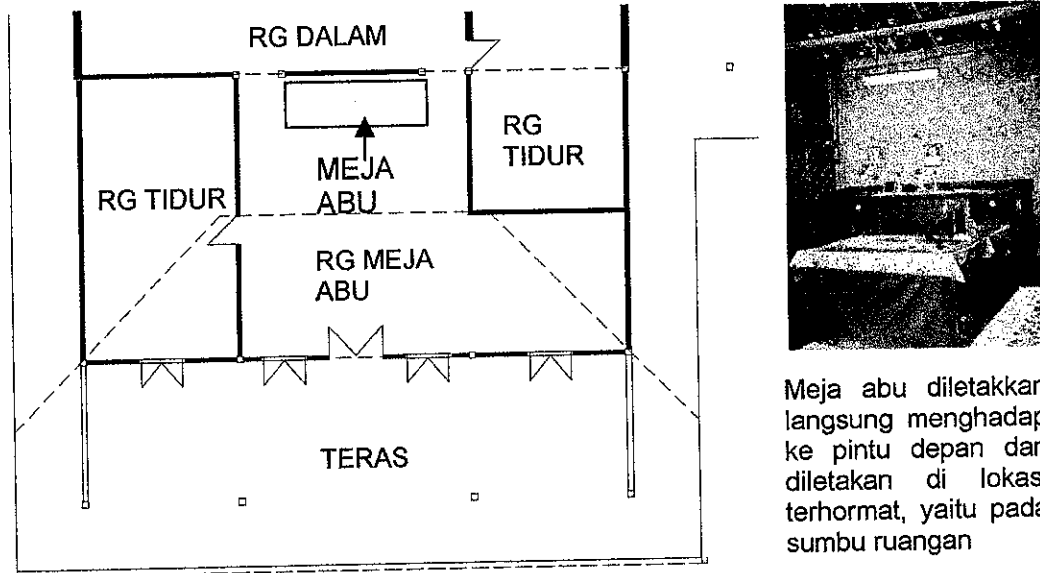 RG DALAM
RG
TIDUR
MEJA
ABU
RG TIDUR
RG MEJA
ABU
TERAS
Meja abu diletakkan
langsung menghadap
ke pintu depan dan
diletakan di lokasi
terhormat, yaitu pada
sumbu ruangan